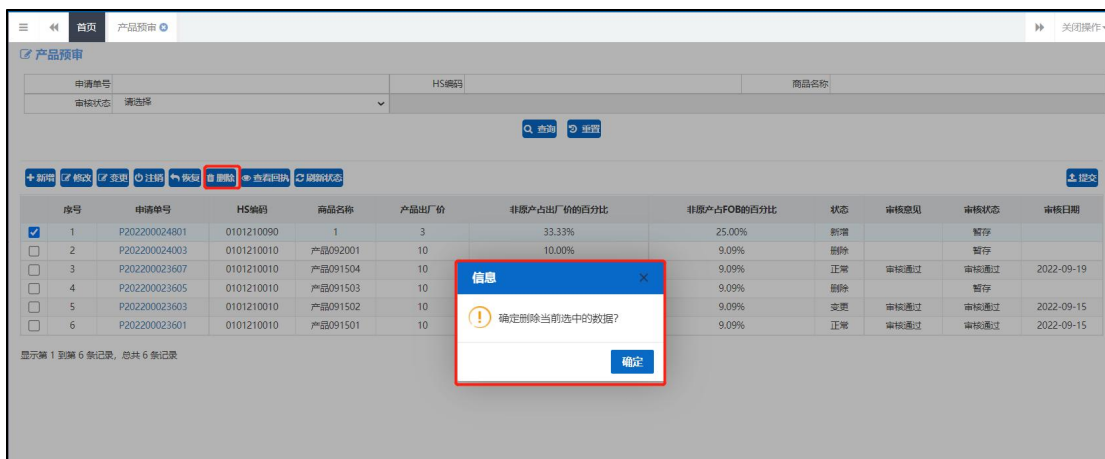 首页 产品预审 关闭操作
产品预审
申请单号 HS编码 商品名称
审核状态 请选择
查询 重置
新增 修改 变更 注销 恢复 删除 查看回执 刷新状态 提交
序号 申请单号 HS编码 商品名称 产品出厂价 非原产占出厂价的百分比 非原产占FOB的百分比 状态 审核意见 审核状态 审核日期
1 P202200024801 0101210090 1 3 33.33% 25.00% 新增 暂存
2 P202200024003 0101210010 产品092001 10 10.00% 9.09% 删除 暂存
3 P202200023607 0101210010 产品091504 10 9.09% 正常 审核通过 审核通过 2022-09-19
4 P202200023605 0101210010 产品091503 10 9.09% 删除 暂存
5 P202200023603 0101210010 产品091502 10 9.09% 变更 审核通过 审核通过 2022-09-15
6 P202200023601 0101210010 产品091501 10 9.09% 正常 审核通过 审核通过 2022-09-15
信息
确定删除当前选中的数据?
确定
显示第 1 到第 6 条记录，总共 6 条记录